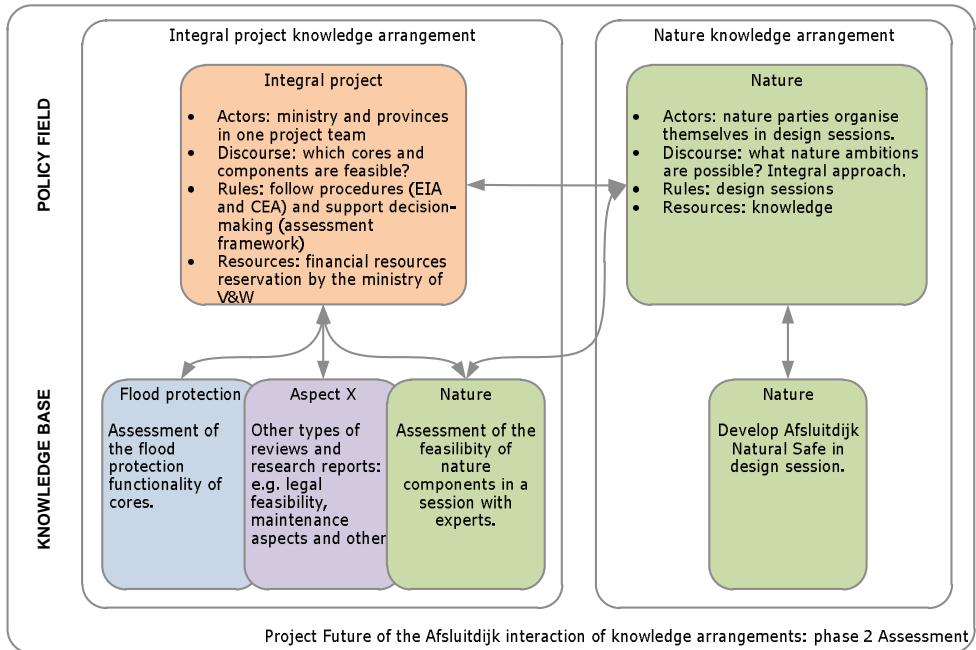 Integral project knowledge arrangement
Nature knowledge arrangement
POLICY FIELD
Integral project
• Actors: ministry and provinces
in one project team
• Discourse: which cores and
components are feasible?
• Rules: follow procedures (EIA
and CEA) and support decision-
making (assessment
framework)
• Resources: financial resources
reservation by the ministry of
V&W
Nature
• Actors: nature parties organise
themselves in design sessions.
• Discourse: what nature ambitions
are possible? Integral approach.
• Rules: design sessions
• Resources: knowledge
KNOWLEDGE BASE
Flood protection
Assessment of
the flood
protection
functionality of
cores.
Aspect X
Other types of
reviews and
research reports:
e.g. legal
feasibility,
maintenance
aspects and other
Nature
Assessment of the
feasilibity of
nature
components in a
session with
experts.
Nature
Develop Afsluitdijk
Natural Safe in
design session.
Project Future of the Afsluitdijk interaction of knowledge arrangements: phase 2 Assessment